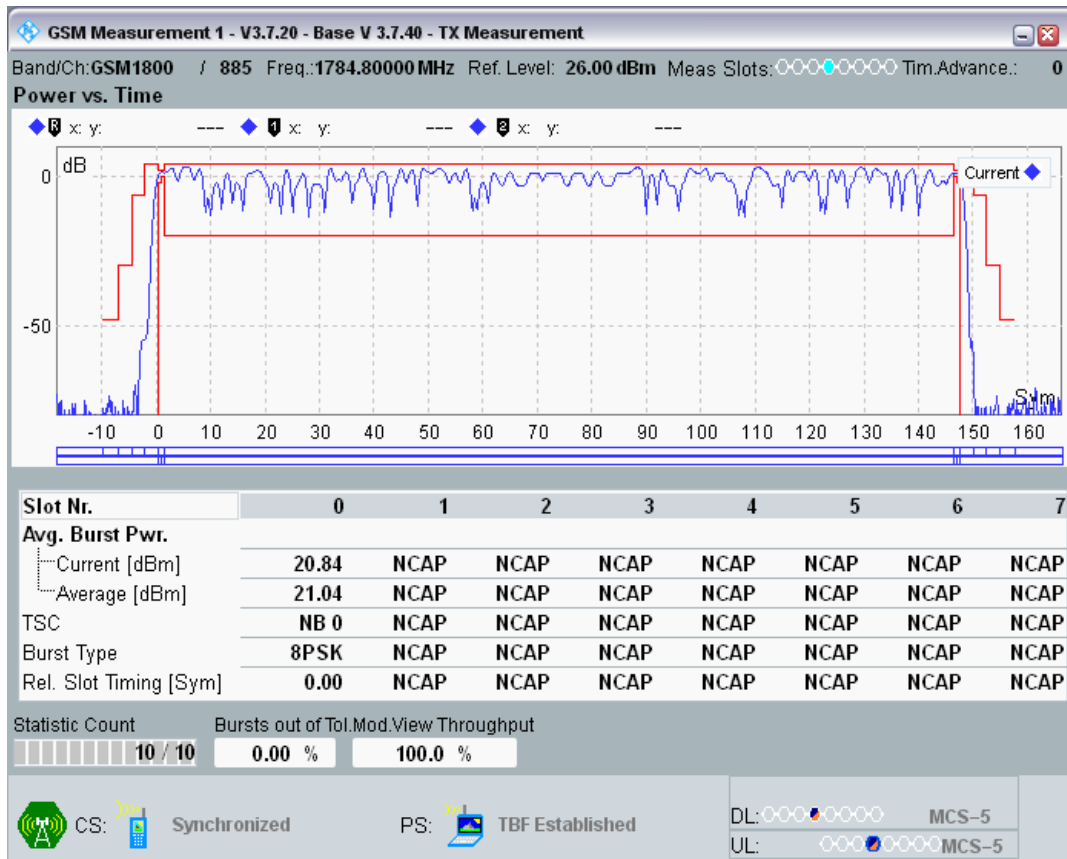 GSM Measurement 1 - V3.7.20 - Base V 3.7.40 - TX Measurement
Band/Ch:GSM1800 / 885 Freq.:1784.80000 MHz Ref. Level: 26.00 dBm Meas Slots: Tim.Advance.: 0
Power vs. Time
R x: y: --- 1 x: y: --- 2 x: y: ---
dB
Current
0
-50
Sym
-10 0 10 20 30 40 50 60 70 80 90 100 110 120 130 140 150 160
Slot Nr. 0 1 2 3 4 5 6 7
Avg. Burst Pwr.
Current [dBm] 20.84 NCAP NCAP NCAP NCAP NCAP NCAP NCAP
Average [dBm] 21.04 NCAP NCAP NCAP NCAP NCAP NCAP NCAP
TSC NB 0 NCAP NCAP NCAP NCAP NCAP NCAP NCAP
Burst Type 8PSK NCAP NCAP NCAP NCAP NCAP NCAP NCAP
Rel. Slot Timing [Sym] 0.00 NCAP NCAP NCAP NCAP NCAP NCAP NCAP
Statistic Count Bursts out of Tol.Mod.View Throughput
10 / 10 0.00 % 100.0 %
CS: Synchronized PS: TBF Established
DL: MCS-5
UL: MCS-5